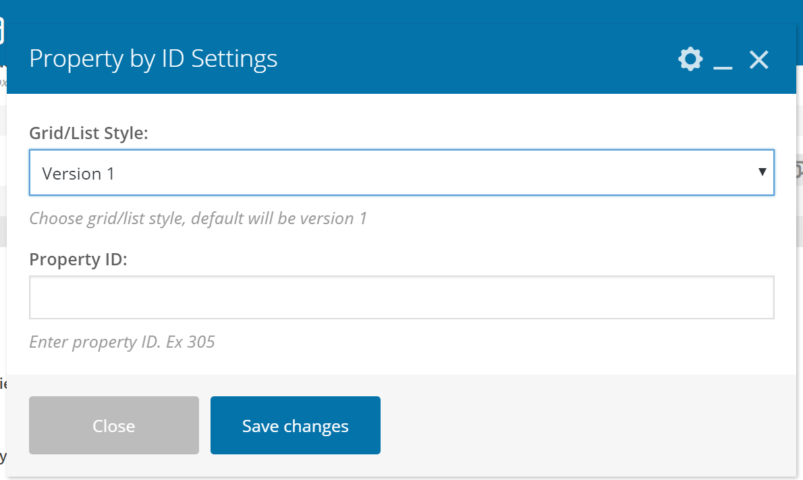 Property by ID Settings
Grid/List Style:
Version 1
Choose grid/list style, default will be version 1
Property ID:
Enter property ID. Ex 305
Close
Save changes